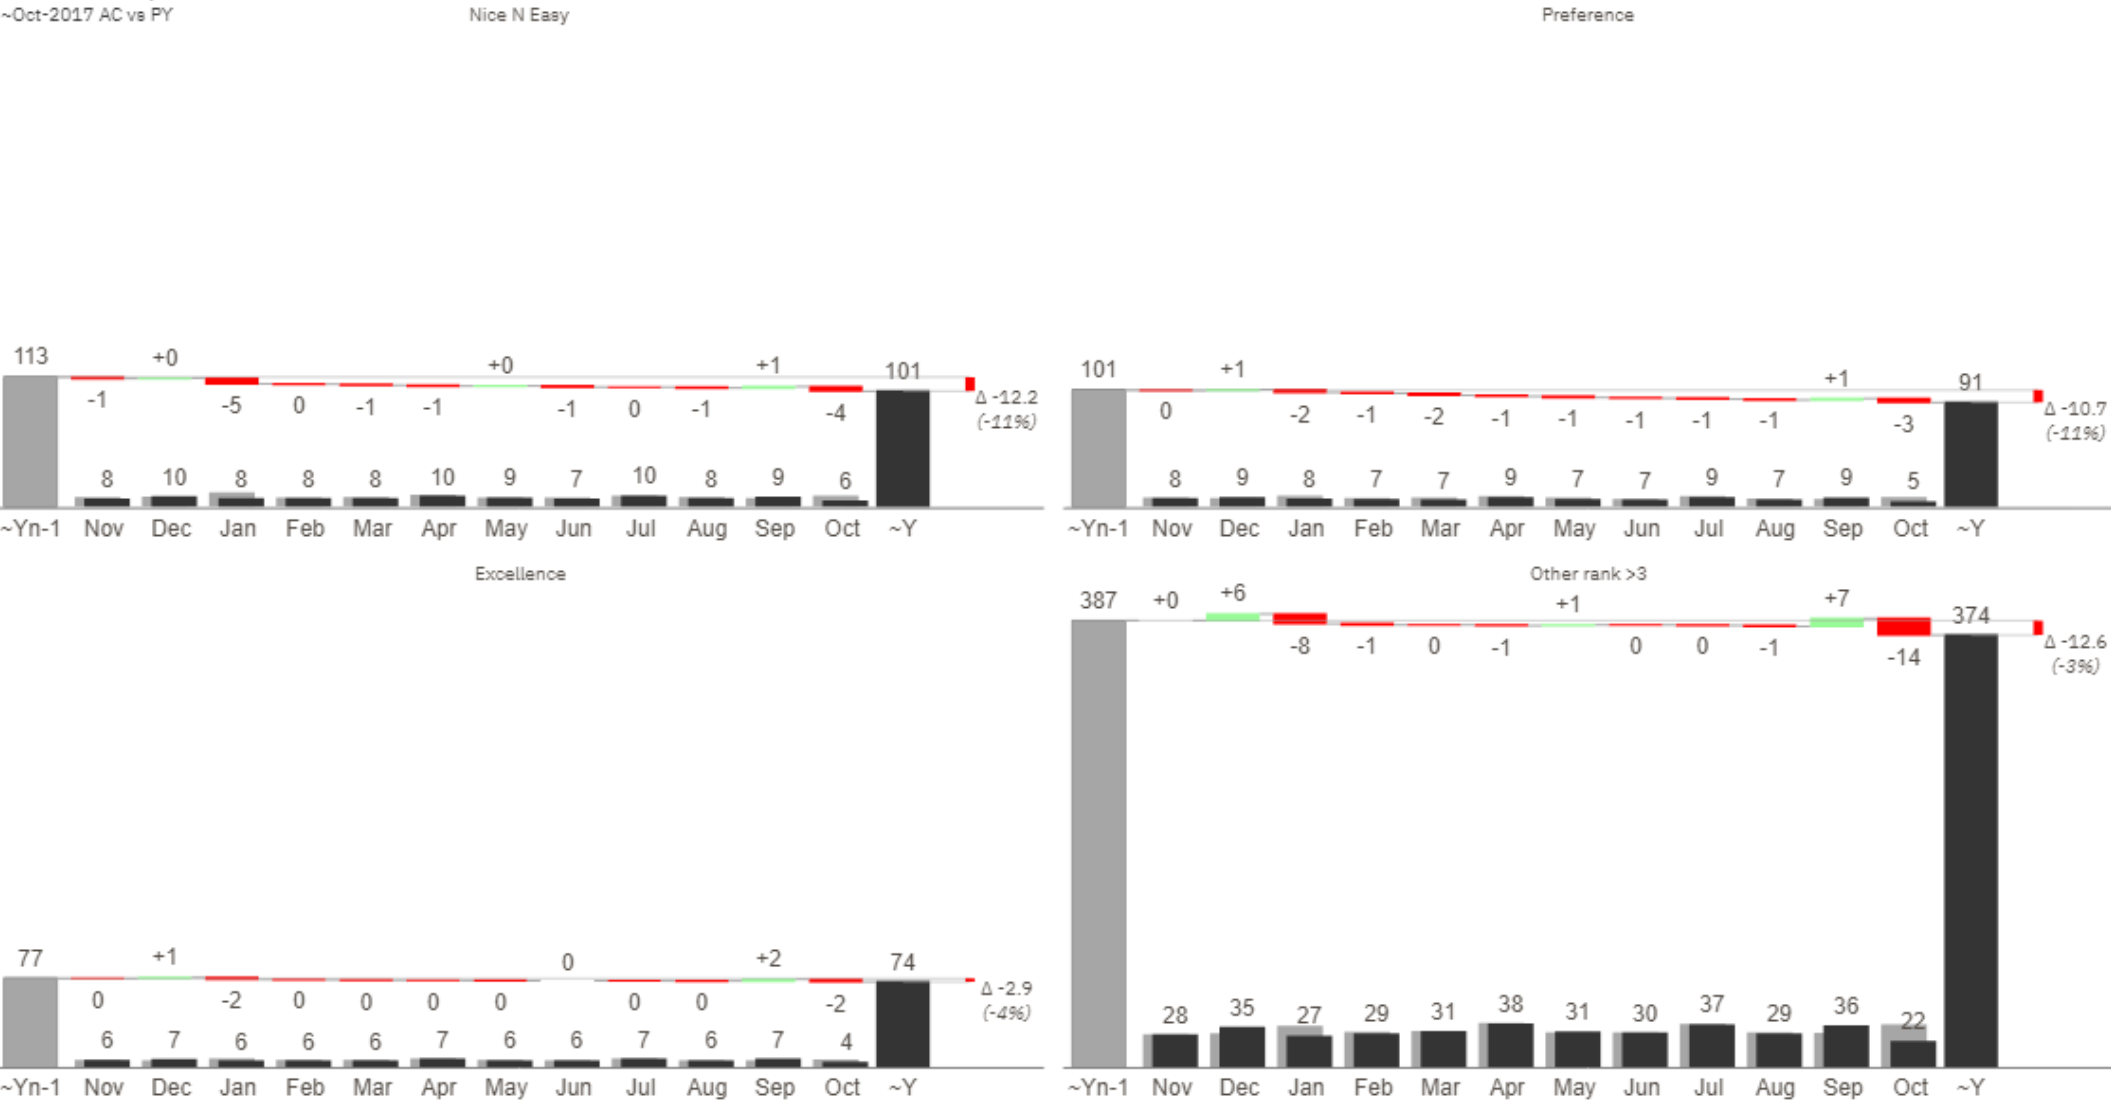 ~Oct-2017 AC vs PY
Nice N Easy
113 +0 +0 +1 101
-1 -5 0 -1 -1 -1 0 -1 -4
Δ -12.2
(-11%)
8 10 8 8 8 10 9 7 10 8 9 6
~Yn-1 Nov Dec Jan Feb Mar Apr May Jun Jul Aug Sep Oct ~Y
Preference
101 +1 +1 91
0 -2 -1 -2 -1 -1 -1 -1 -1 -3
Δ -10.7
(-11%)
8 9 8 7 7 9 7 7 9 7 9 5
~Yn-1 Nov Dec Jan Feb Mar Apr May Jun Jul Aug Sep Oct ~Y
Excellence
77 +1 0 +2 74
0 -2 0 0 0 0 0 0 -2
Δ -2.9
(-4%)
6 7 6 6 6 7 6 6 7 6 7 4
~Yn-1 Nov Dec Jan Feb Mar Apr May Jun Jul Aug Sep Oct ~Y
Other rank >3
387 +0 +6 +1 +7 374
-8 -1 0 -1 0 0 -1 -14
Δ -12.6
(-3%)
28 35 27 29 31 38 31 30 37 29 36 22
~Yn-1 Nov Dec Jan Feb Mar Apr May Jun Jul Aug Sep Oct ~Y